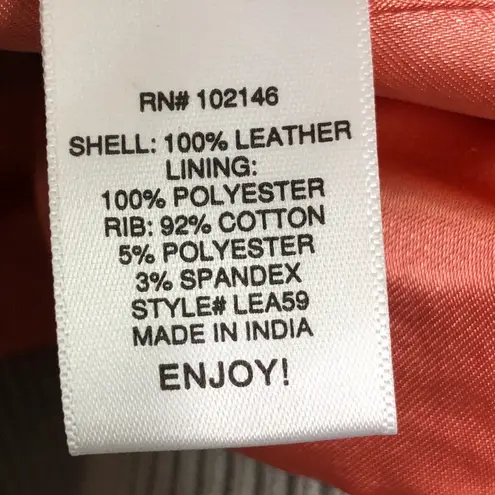 RN# 102146
SHELL: 100% LEATHER
LINING:
100% POLYESTER
RIB: 92% COTTON
5% POLYESTER
3% SPANDEX
STYLE# LEA59
MADE IN INDIA
ENJOY!